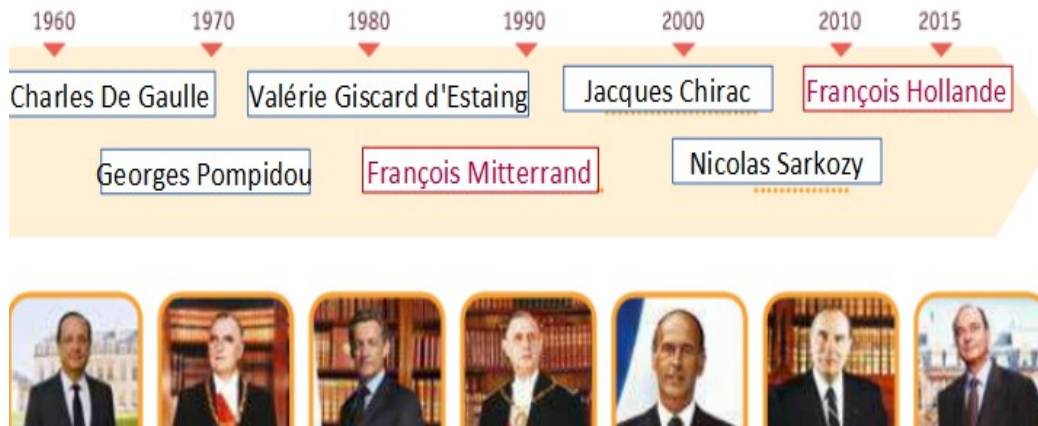 1960 1970 1980 1990 2000 2010 2015
Charles De Gaulle Valérie Giscard d'Estaing Jacques Chirac François Hollande
Georges Pompidou François Mitterrand Nicolas Sarkozy